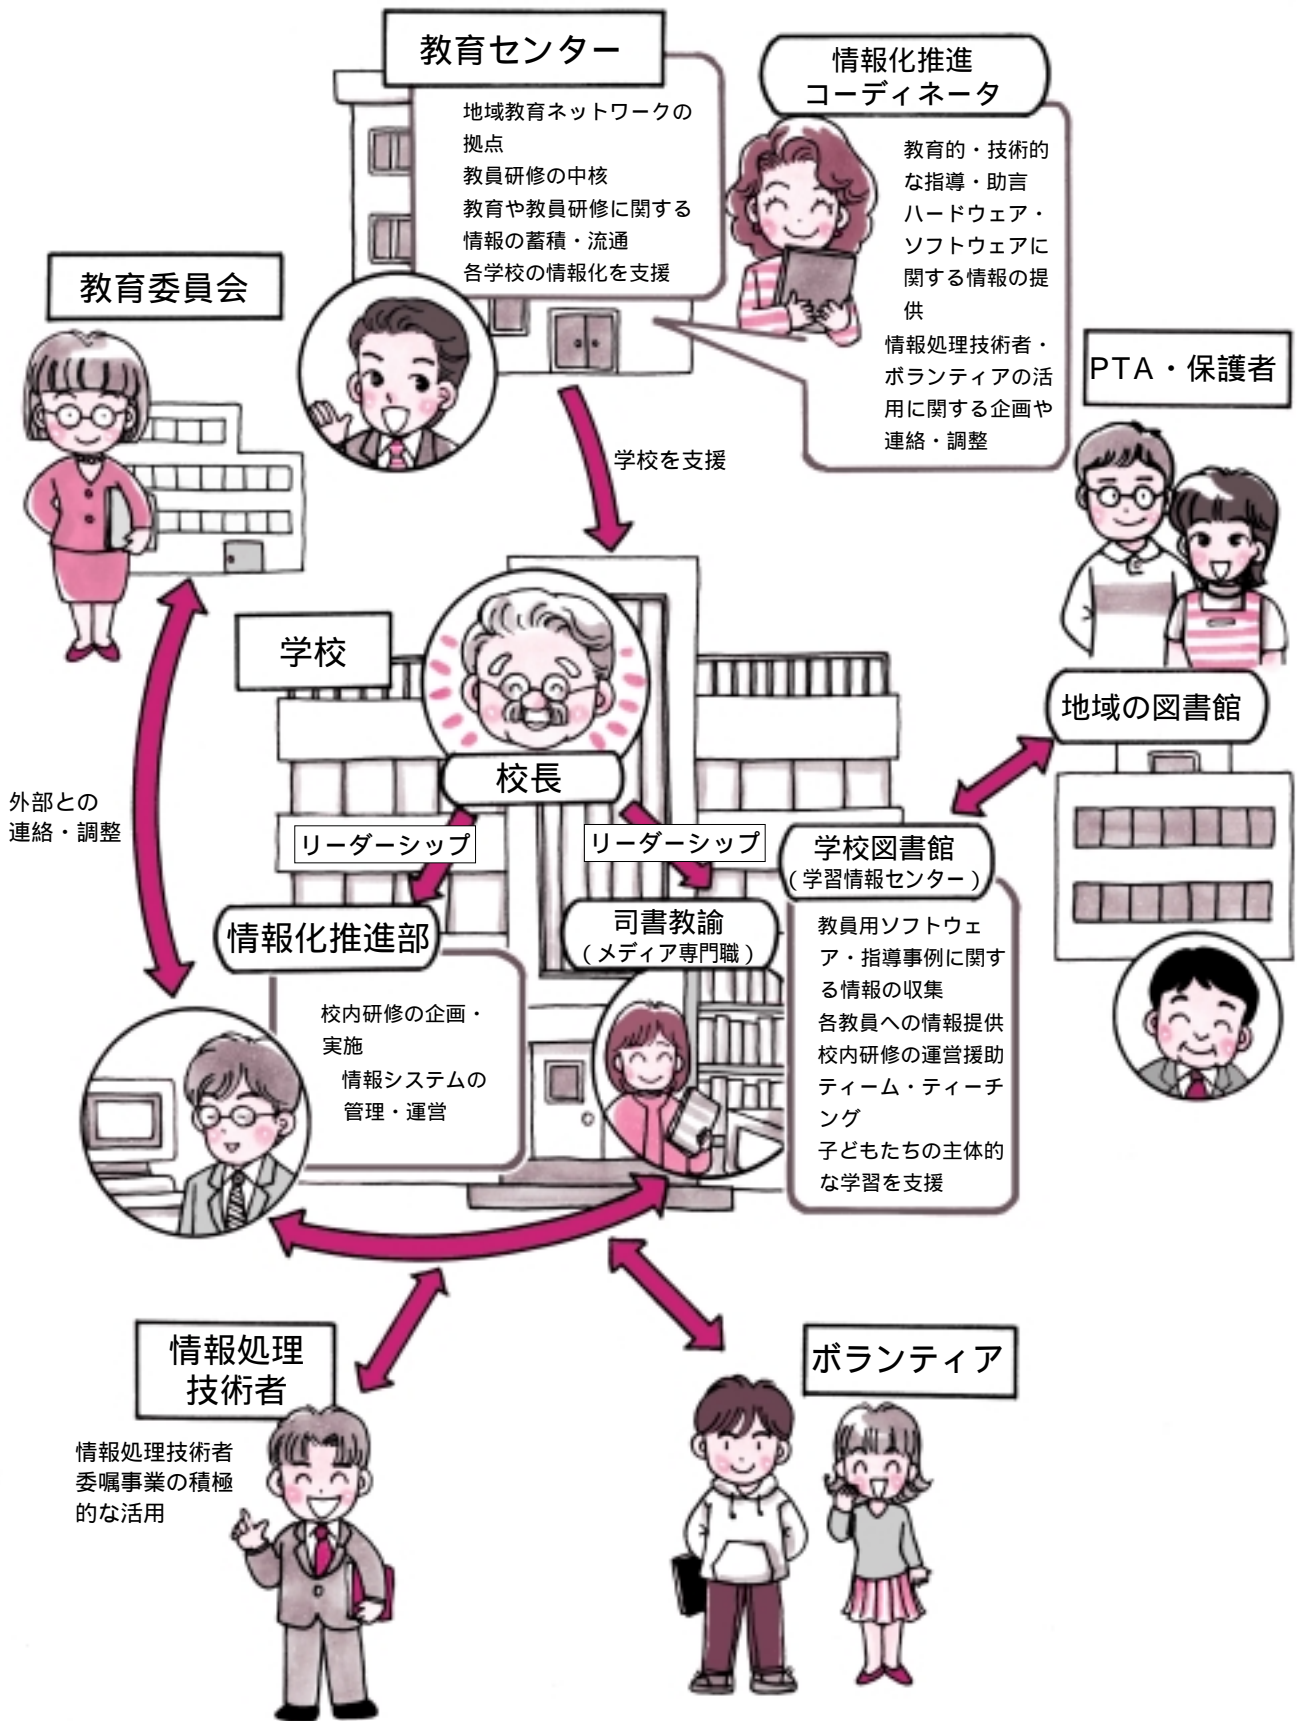 教育センター
地域教育ネットワークの
拠点
教員研修の中核
教育や教員研修に関する
情報の蓄積・流通
各学校の情報化を支援
情報化推進
コーディネータ
教育的・技術的
な指導・助言
ハードウェア・
ソフトウェアに
関する情報の提
供
情報処理技術者・
ボランティアの活
用に関する企画や
連絡・調整
教育委員会
PTA・保護者
学校を支援
学校
校長
地域の図書館
外部との
連絡・調整
リーダーシップ
リーダーシップ
学校図書館
（学習情報センター）
教員用ソフトウェ
ア・指導事例に関す
る情報の収集
各教員への情報提供
校内研修の運営援助
ティーム・ティーチ
ング
子どもたちの主体的
な学習を支援
情報化推進部
校内研修の企画・
実施
情報システムの
管理・運営
司書教諭
（メディア専門職）
情報処理
技術者
情報処理技術者
委嘱事業の積極
的な活用
ボランティア